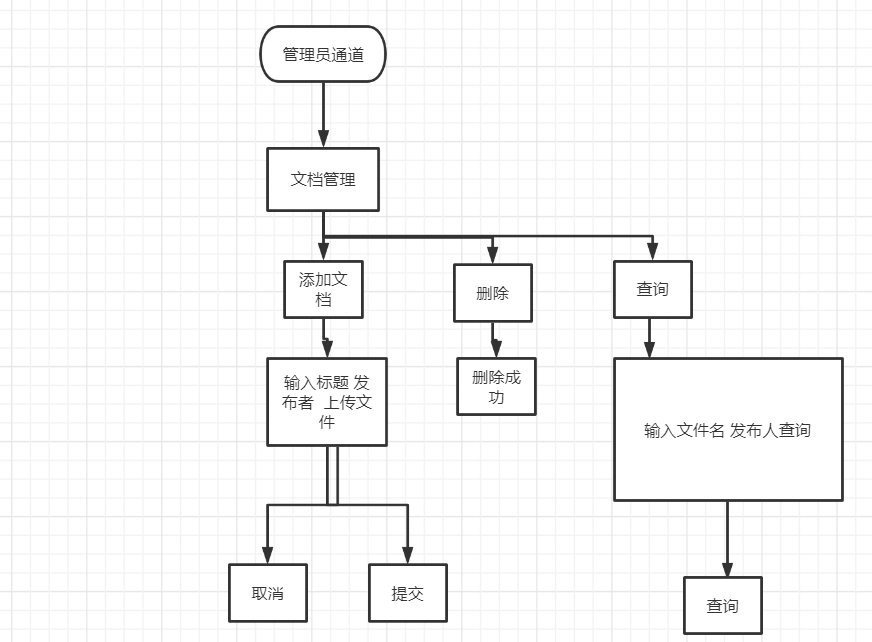 管理员通道
文档管理
添加文
档
删除
查询
输入标题 发
布者  上传文
件
删除成
功
输入文件名 发布人查询
取消
提交
查询